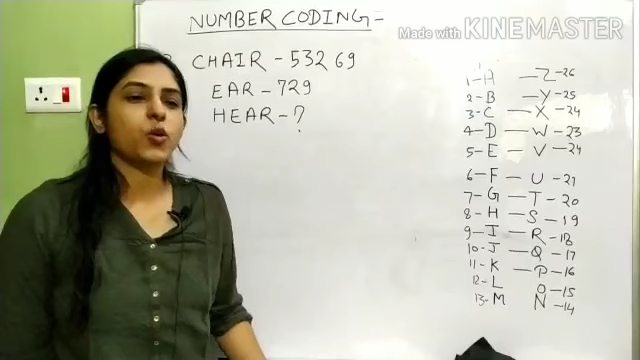 NUMBER CODING -
Made with KINEMASTER
CHAIR - 53269
EAR - 729
HEAR - ?
1 - A — Z - 26
2 - B — Y - 25
3 - C — X - 24
4 - D — W - 23
5 - E — V - 24
6 - F — U - 21
7 - G — T - 20
8 - H — S - 19
9 - I — R - 18
10 - J — Q - 17
11 - K — P - 16
12 - L O - 15
13 - M N - 14